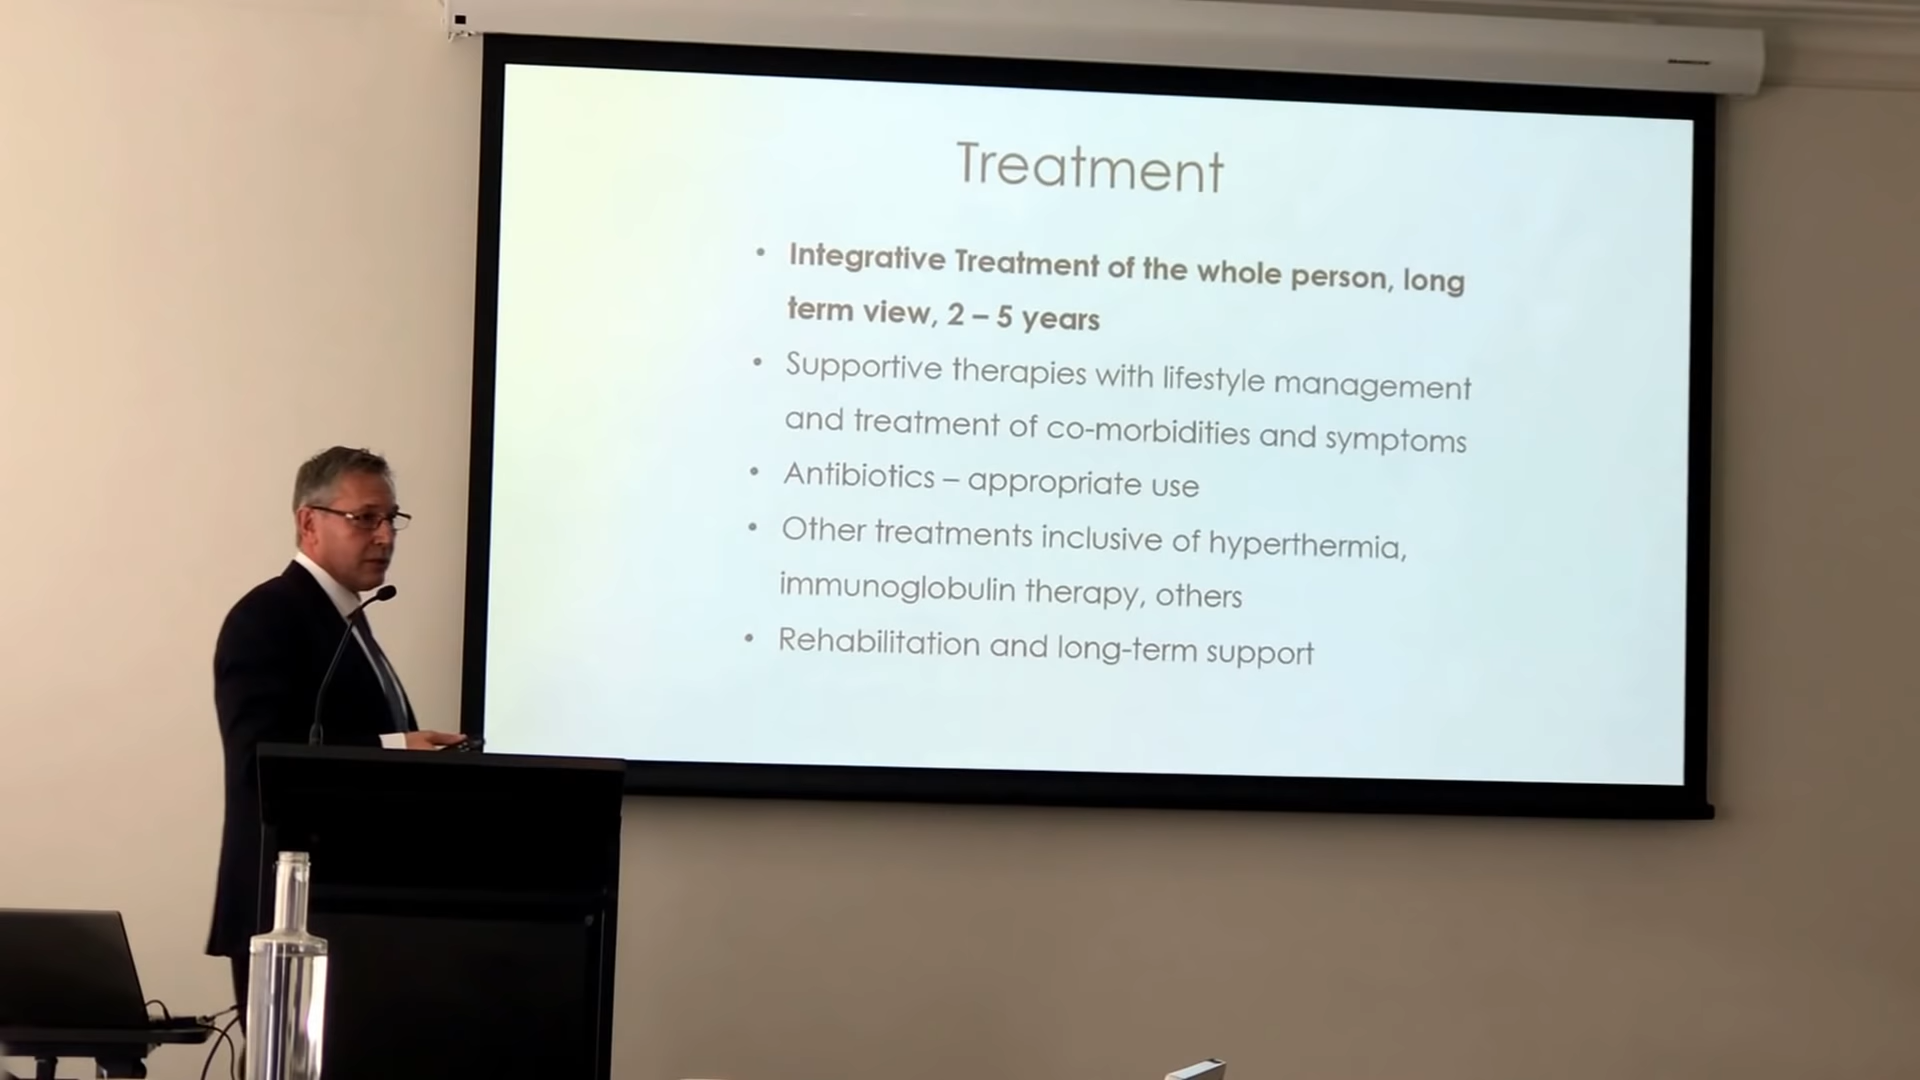 Treatment
• Integrative Treatment of the whole person, long
term view, 2 – 5 years
• Supportive therapies with lifestyle management
and treatment of co-morbidities and symptoms
• Antibiotics – appropriate use
• Other treatments inclusive of hyperthermia,
immunoglobulin therapy, others
• Rehabilitation and long-term support